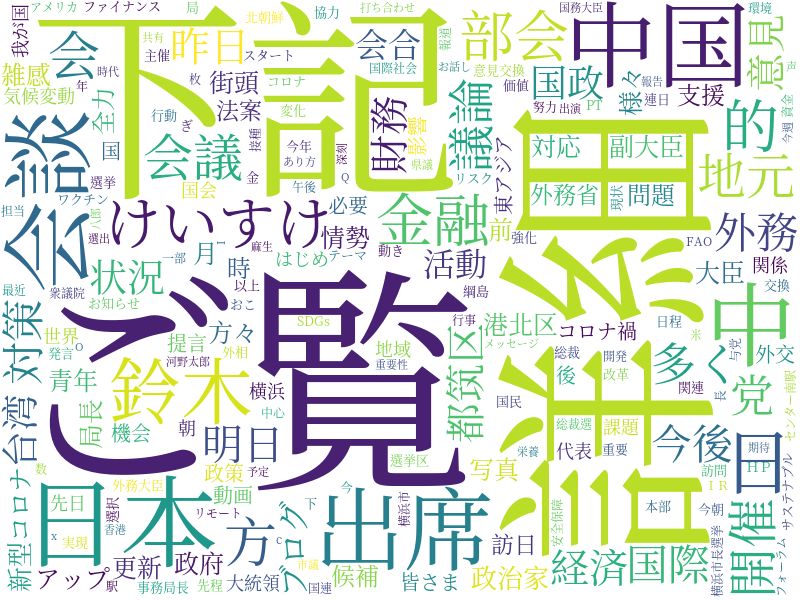 アメリカ
ファイナンス
局
北朝鮮
協力
打ち合わせ
国務大臣
環境
我が国
会
共有
主催
昨日
スタート
下記
会合
報道
お話し
部会
中国
時代
年
枚
コロナ
国際社会
意見交換
価値
連日
報告
声
意見
雑感
街頭
気候変動
法案
変化
行動
国政
様々
努力
出演
PT
支援
今週
資金
全力
国
談
会議
接種
今年
あり方
深刻
財務
影響
県議
議論
リスク
東アジア
対応
副大臣
的
選挙
国会
金
午後
Q
詳細
外務省
現状
問題
地元
ワクチン
担当
けいすけ
必要
金融
前
外務
選出
麻生
情勢
強化
FAO
大臣
関係
最近
衆議院
状況
月
時
一部
はじめ
テーマ
動き
活動
綱島
交換
会
お知らせ
以上
おこ
行事
港北区
日程
米
中
対策
世界
提言
方々
SDGs
地域
メッセージ
コロナ禍
多く
外交
与党
党
発言
O
河野太郎
外相
重要性
都筑区
総裁
開発
改革
関連
長
センター南駅
青年
鈴木
横浜
ご覧
後
国民
総裁選
課題
今後
日
期待
台湾
局長
機会
朝
中心
選挙区
代表
栄養
重要
HP
数
外務大臣
明日
政策
予定
写真
訪問
IR
サステナブル
新型コロナ
先日
選択
リモート
動画
下
今
横浜市
出席
訪日
安全保障
本部
今朝
開催
日本
x
実現
香港
方
ブログ
c
市議
横浜市長選挙
フォーラム
アップ
更新
政府
候補
皆さま
政治家
経済
国際
駅
事務局長
先程
大統領
国連